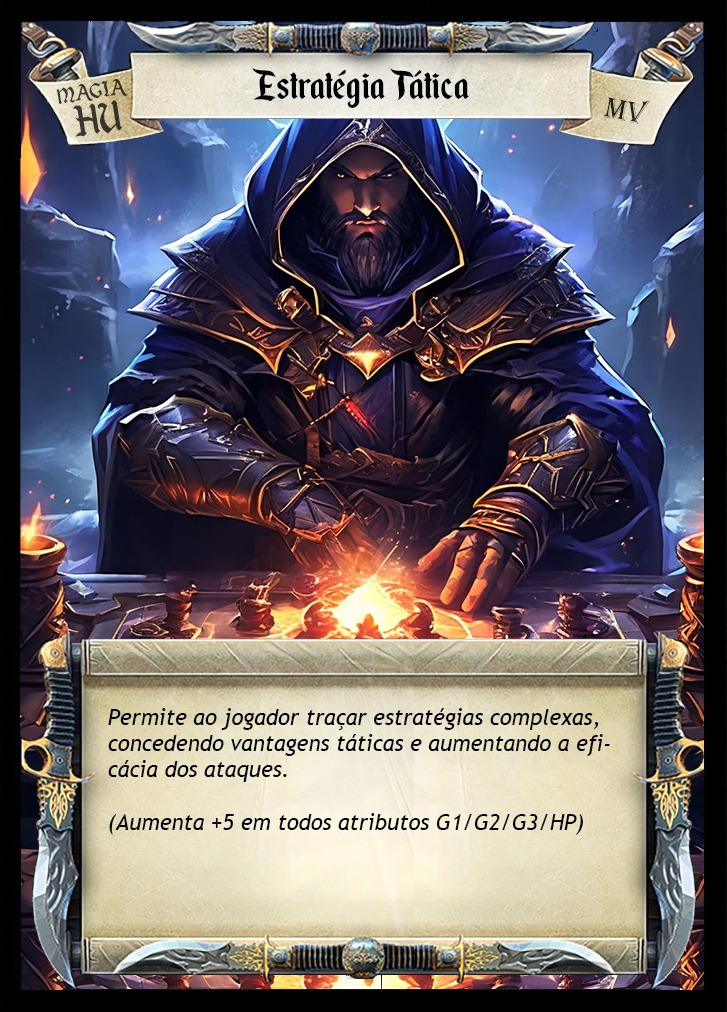 MAGIA
HU
Estratégia Tática
MV
Permite ao jogador traçar estratégias complexas,
concedendo vantagens táticas e aumentando a efi-
cácia dos ataques.
(Aumenta +5 em todos atributos G1/G2/G3/HP)